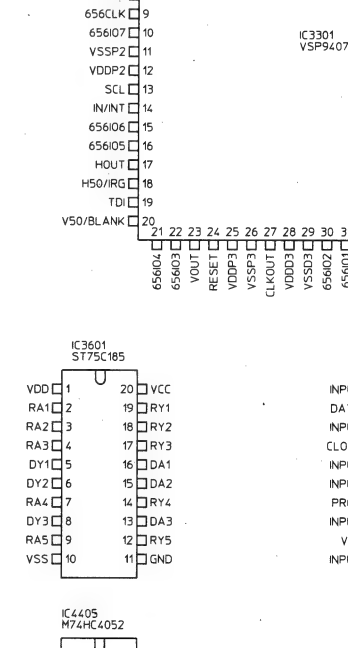 656CLK 9
656IO7 10
VSSP2 11
VDDP2 12
SCL 13
IN/INT 14
656IO6 15
656IO5 16
HOUT 17
H50/IRG 18
TDI 19
V50/BLANK 20
IC3301
VSP9407
21 22 23 24 25 26 27 28 29 30
656IO4
656IO3
VOUT
RESET
VDDP3
VSSP3
CLKOUT
VDDD3
VSSD3
656IO2
656IO1
IC3601
ST75C185
VDD 1 20 VCC
RA1 2 19 RY1
RA2 3 18 RY2
RA3 4 17 RY3
DY1 5 16 DA1
DY2 6 15 DA2
RA4 7 14 RY4
DY3 8 13 DA3
RA5 9 12 RY5
VSS 10 11 GND
IC4405
M74HC4052